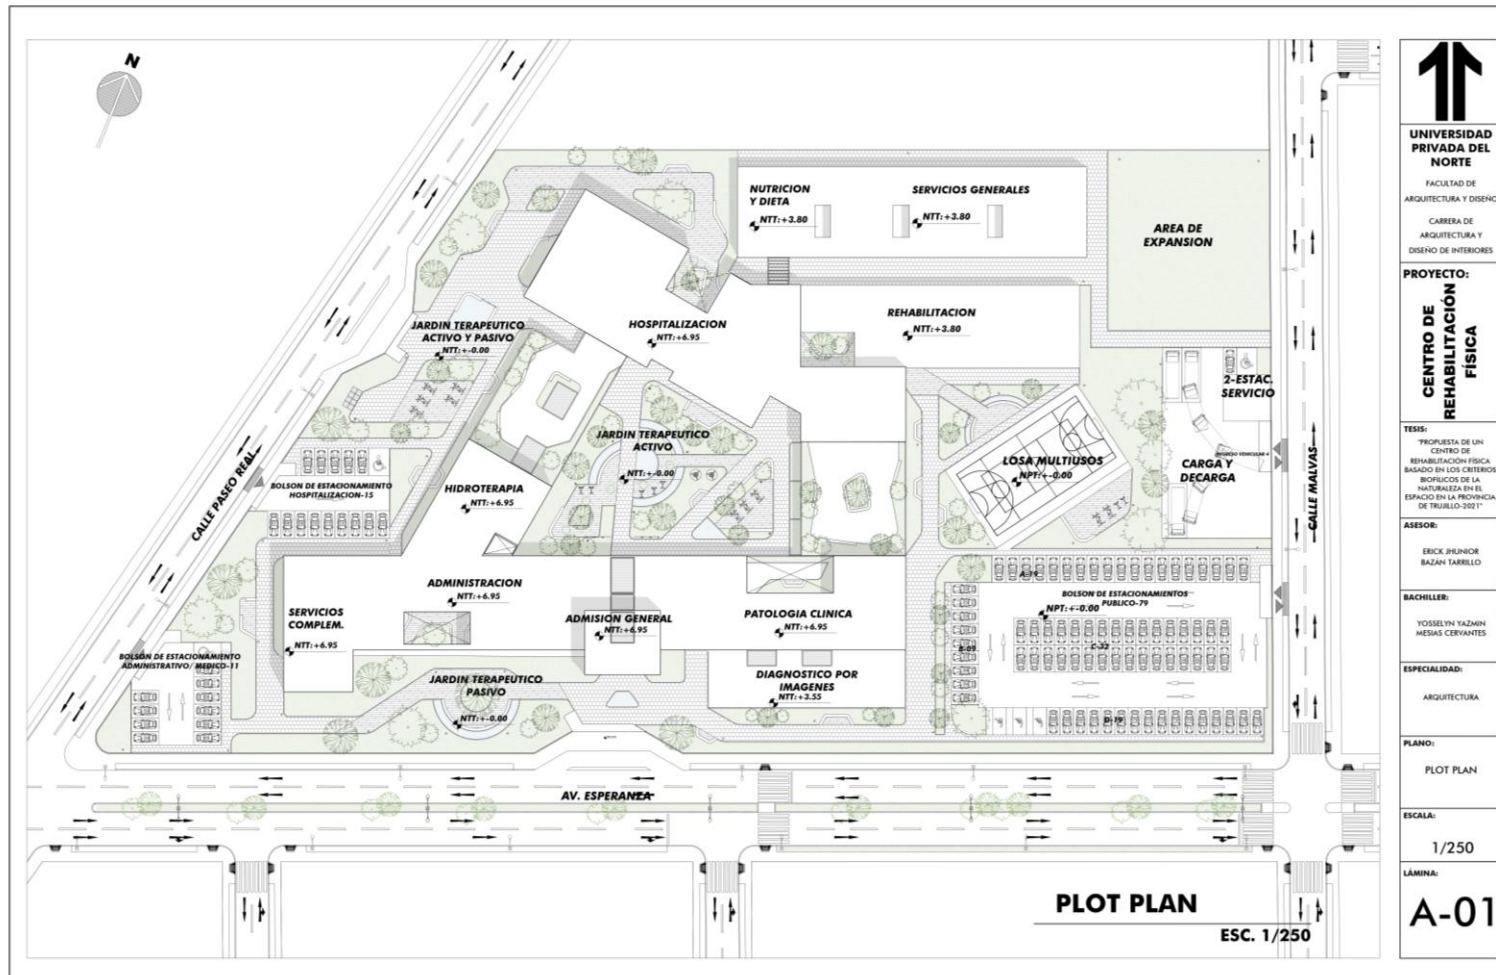 N
NUTRICION
Y DIETA
NTT:+3.80
SERVICIOS GENERALES
NTT:+3.80
AREA DE
EXPANSION
HOSPITALIZACION
NTT:+6.95
REHABILITACION
NTT:+3.80
JARDIN TERAPEUTICO
ACTIVO Y PASIVO
NTT:+-0.00
2-ESTAC.
SERVICIO
JARDIN TERAPEUTICO
ACTIVO
NTT:+-0.00
LOSA MULTIUSOS
NPT:+-0.00
CARGA Y
DECARGA
CALLE PASEO REAL
BOLSON DE ESTACIONAMIENTO
HOSPITALIZACION-15
HIDROTERAPIA
NTT:+6.95
CALLE MALVAS
ADMINISTRACION
NTT:+6.95
SERVICIOS
COMPLEM.
NTT:+6.95
ADMISION GENERAL
NTT:+6.95
PATOLOGIA CLINICA
NTT:+6.95
A-19
BOLSON DE ESTACIONAMIENTOS
PUBLICO-79
NPT:+-0.00
B-09
C-32
D-19
BOLSON DE ESTACIONAMIENTO
ADMINISTRATIVO/ MEDICO-11
JARDIN TERAPEUTICO
PASIVO
NTT:+-0.00
DIAGNOSTICO POR
IMAGENES
NTT:+3.55
AV. ESPERANZA
PLOT PLAN
ESC. 1/250
UNIVERSIDAD
PRIVADA DEL
NORTE
FACULTAD DE
ARQUITECTURA Y DISEÑO
CARRERA DE
ARQUITECTURA Y
DISEÑO DE INTERIORES
PROYECTO:
CENTRO DE
REHABILITACIÓN
FÍSICA
TESIS:
"PROPUESTA DE UN
CENTRO DE
REHABILITACIÓN FÍSICA
BASADO EN LOS CRITERIOS
BIOFÍLICOS DE LA
NATURALEZA EN EL
ESPACIO EN LA PROVINCIA
DE TRUJILLO-2021"
ASESOR:
ERICK JHUNIOR
BAZÁN TARRILLO
BACHILLER:
YOSSELYN YAZMIN
MESIAS CERVANTES
ESPECIALIDAD:
ARQUITECTURA
PLANO:
PLOT PLAN
ESCALA:
1/250
LÁMINA:
A-01